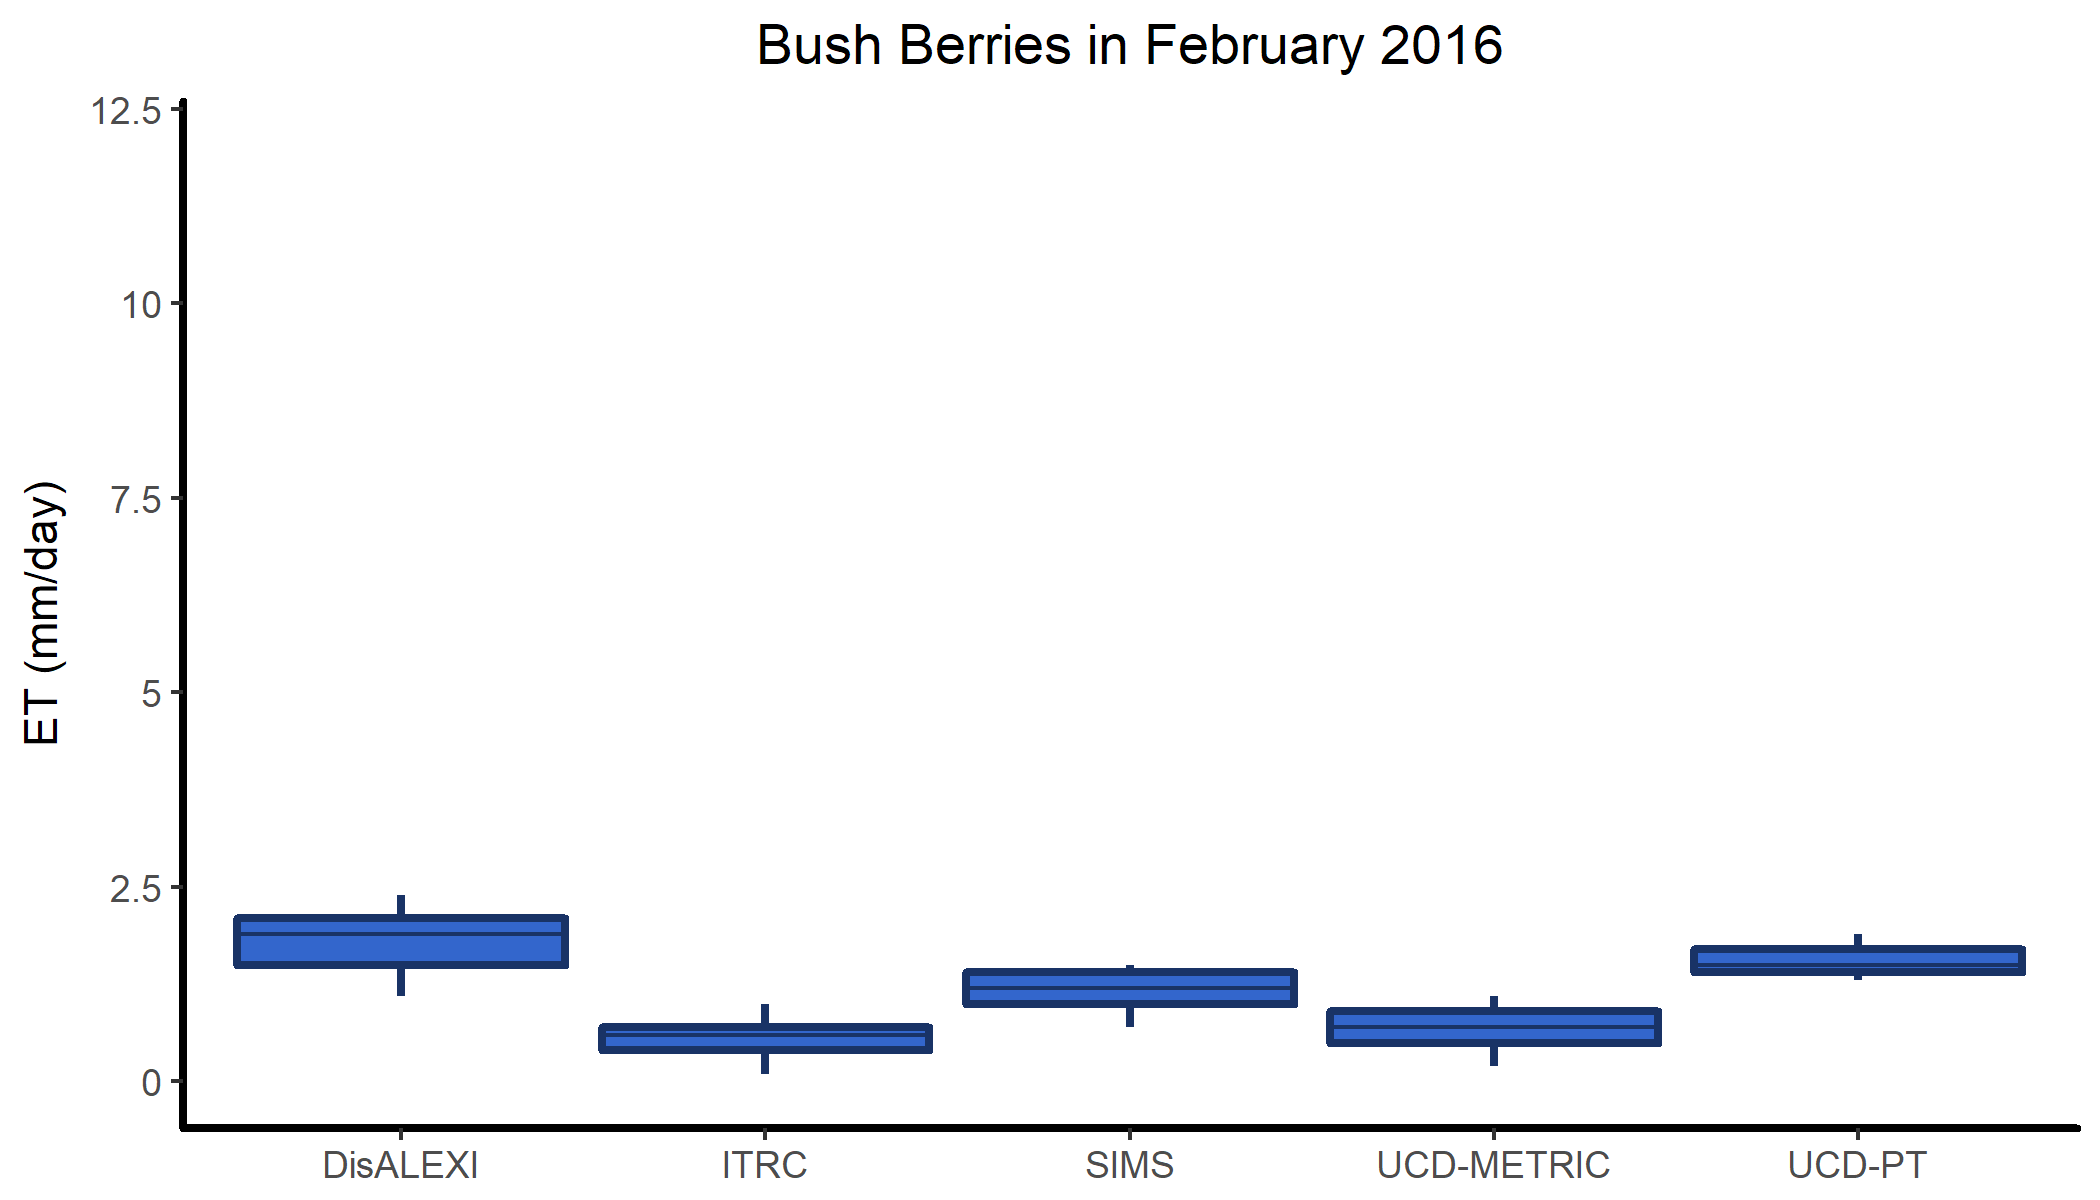 Bush Berries in February 2016
12.5
10
7.5
5
2.5
0
ET (mm/day)
DisALEXI
ITRC
SIMS
UCD-METRIC
UCD-PT